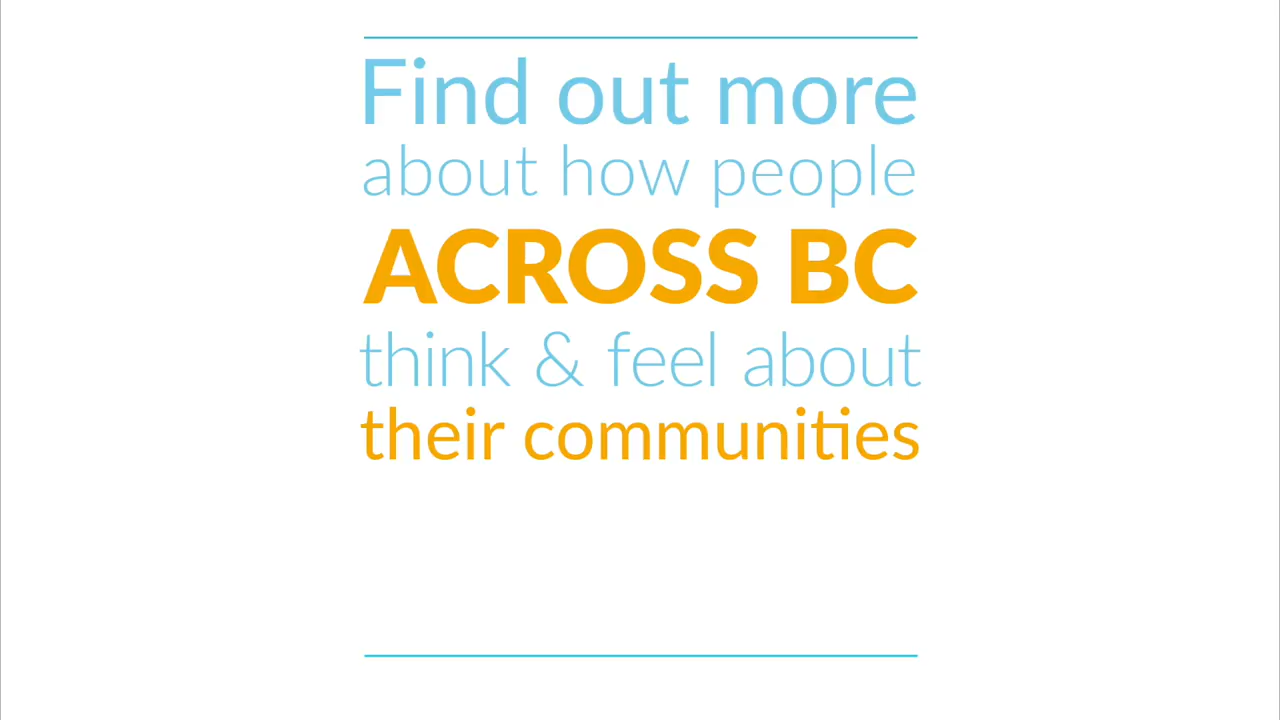 Find out more
about how people
ACROSS BC
think & feel about
their communities